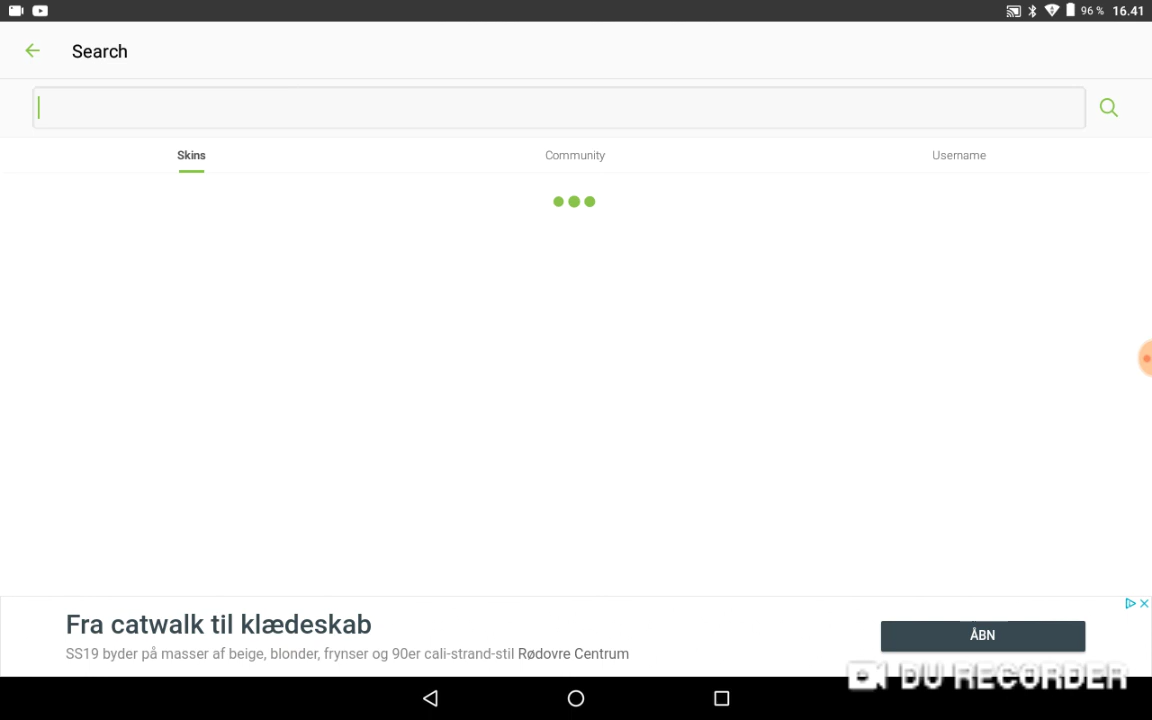 96 % 16.41
Search
Skins Community Username
Fra catwalk til klædeskab
SS19 byder på masser af beige, blonder, frynser og 90er cali-strand-stil Rødovre Centrum
ÅBN
DU RECORDER